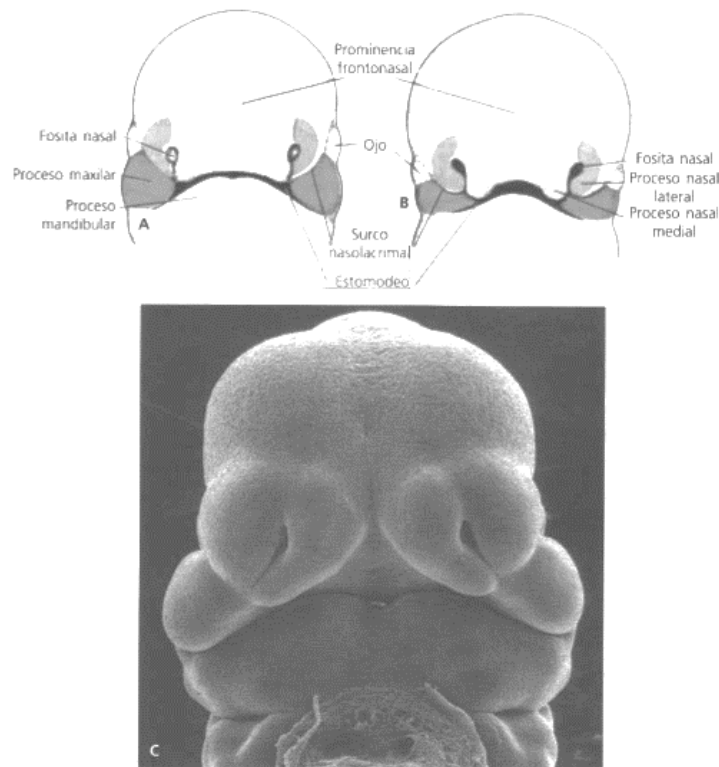 Prominencia
frontonasal
Fosita nasal
Ojo
Fosita nasal
Proceso maxilar
Proceso nasal
lateral
Proceso
mandibular
A
B
Proceso nasal
medial
Surco
nasolacrimal
Estomodeo
C